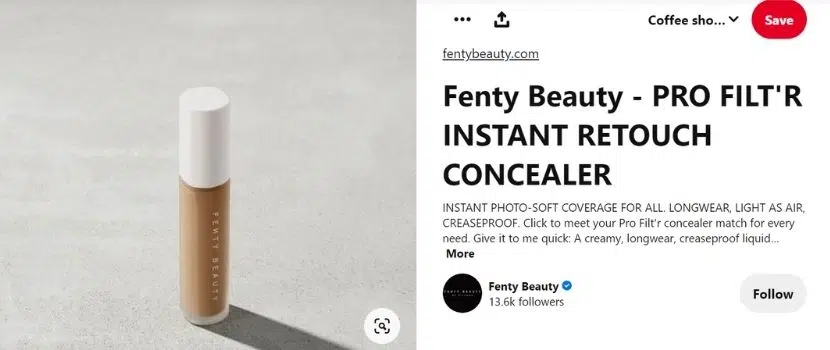 ••• Coffee sho... Save
fentybeauty.com
Fenty Beauty - PRO FILT'R
INSTANT RETOUCH
CONCEALER
INSTANT PHOTO-SOFT COVERAGE FOR ALL. LONGWEAR, LIGHT AS AIR,
CREASEPROOF. Click to meet your Pro Filt'r concealer match for every
need. Give it to me quick: A creamy, longwear, creaseproof liquid...
More
Fenty Beauty
13.6k followers
Follow
FENTY BEAUTY
FENTY BEAUTY